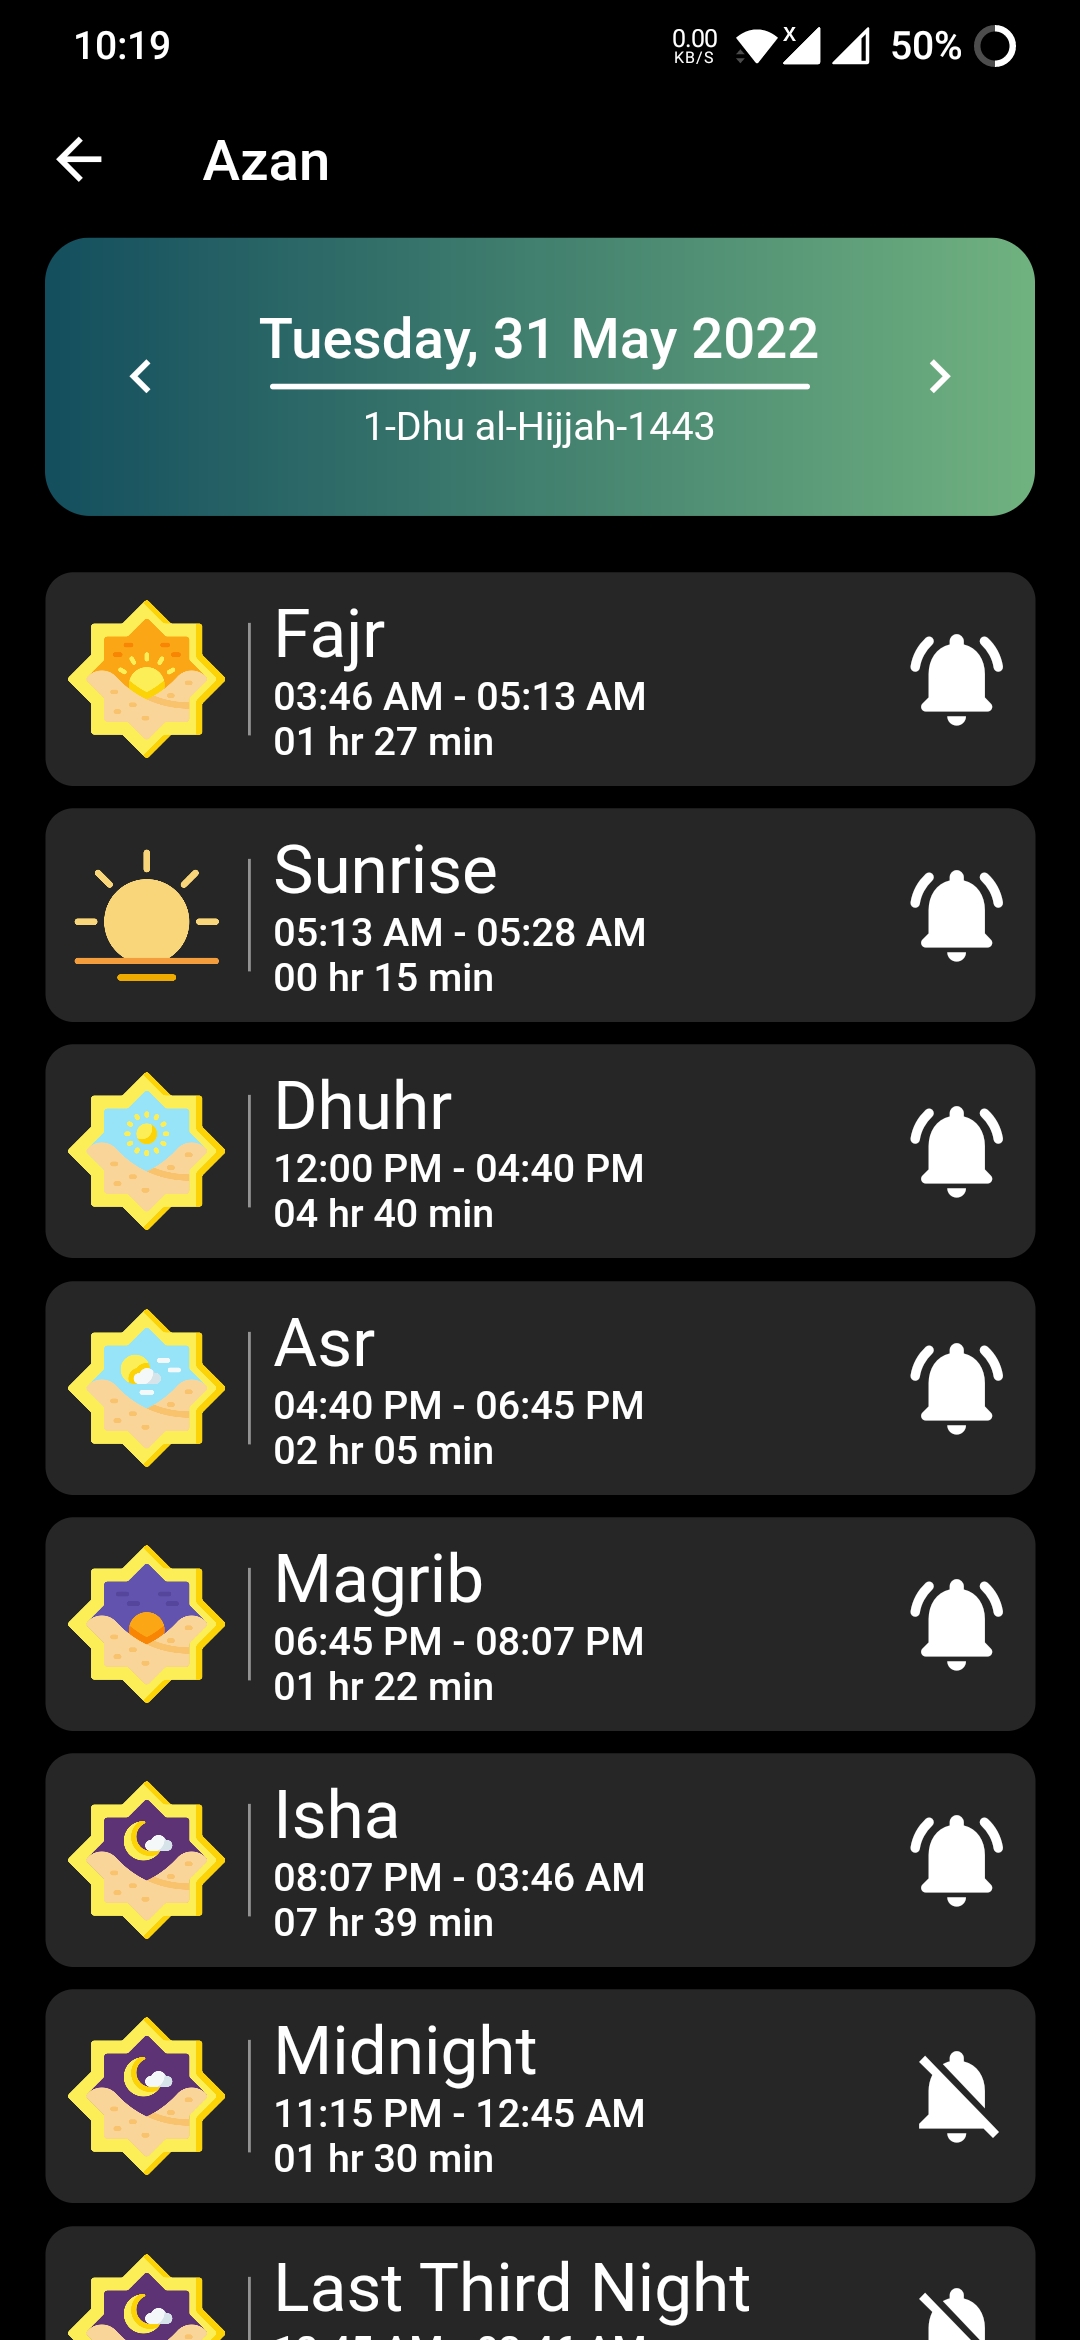 10:19
0.00
KB/S
X
50%
Azan
Tuesday, 31 May 2022
1-Dhu al-Hijjah-1443
Fajr
03:46 AM - 05:13 AM
01 hr 27 min
Sunrise
05:13 AM - 05:28 AM
00 hr 15 min
Dhuhr
12:00 PM - 04:40 PM
04 hr 40 min
Asr
04:40 PM - 06:45 PM
02 hr 05 min
Magrib
06:45 PM - 08:07 PM
01 hr 22 min
Isha
08:07 PM - 03:46 AM
07 hr 39 min
Midnight
11:15 PM - 12:45 AM
01 hr 30 min
Last Third Night